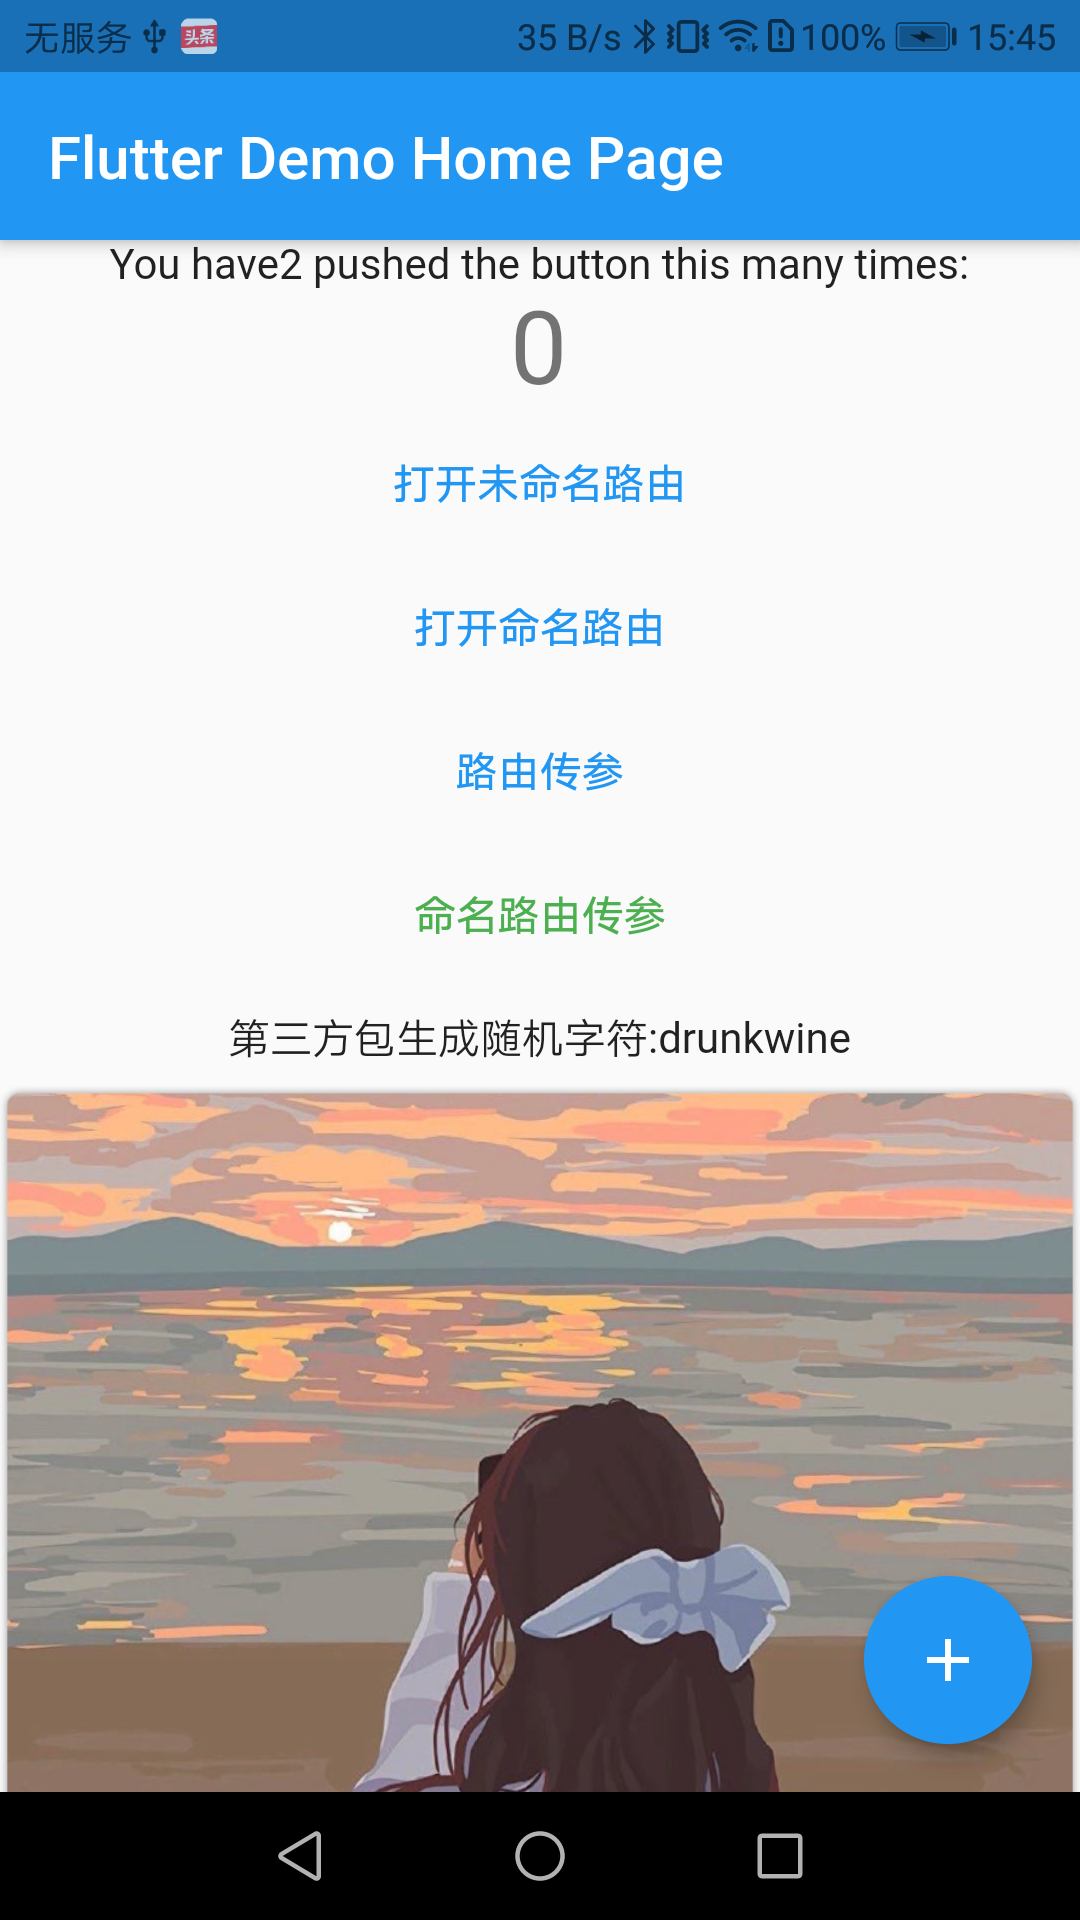 无服务 头条 35 B/s 100% 15:45
Flutter Demo Home Page
You have2 pushed the button this many times:
0
打开未命名路由
打开命名路由
路由传参
命名路由传参
第三方包生成随机字符:drunkwine